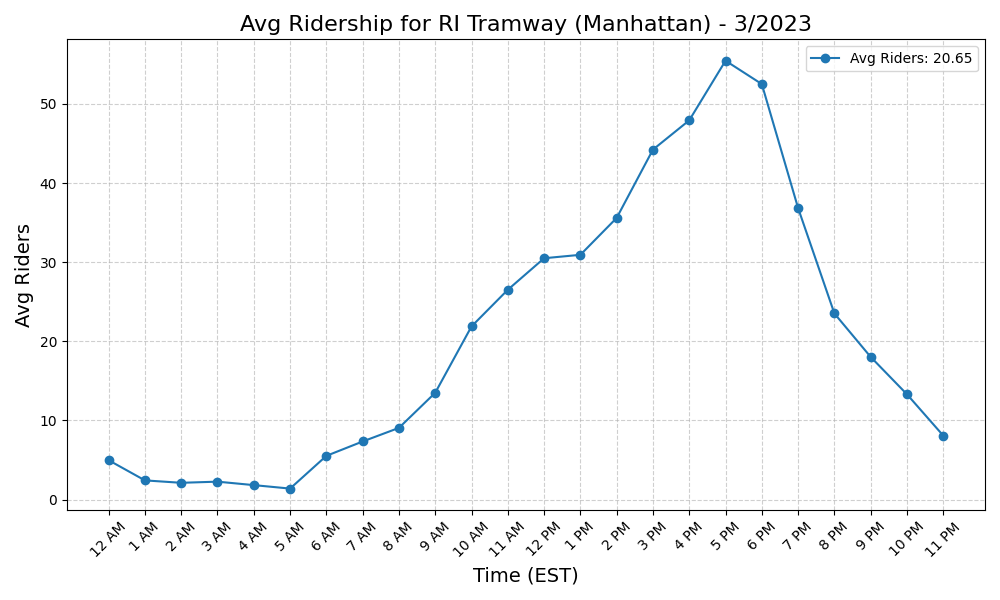 Avg Ridership for RI Tramway (Manhattan) - 3/2023
Avg Riders: 20.65
Avg Riders
50
40
30
20
10
0
12 AM
1 AM
2 AM
3 AM
4 AM
5 AM
6 AM
7 AM
8 AM
9 AM
10 AM
11 AM
12 PM
1 PM
2 PM
3 PM
4 PM
5 PM
6 PM
7 PM
8 PM
9 PM
10 PM
11 PM
Time (EST)